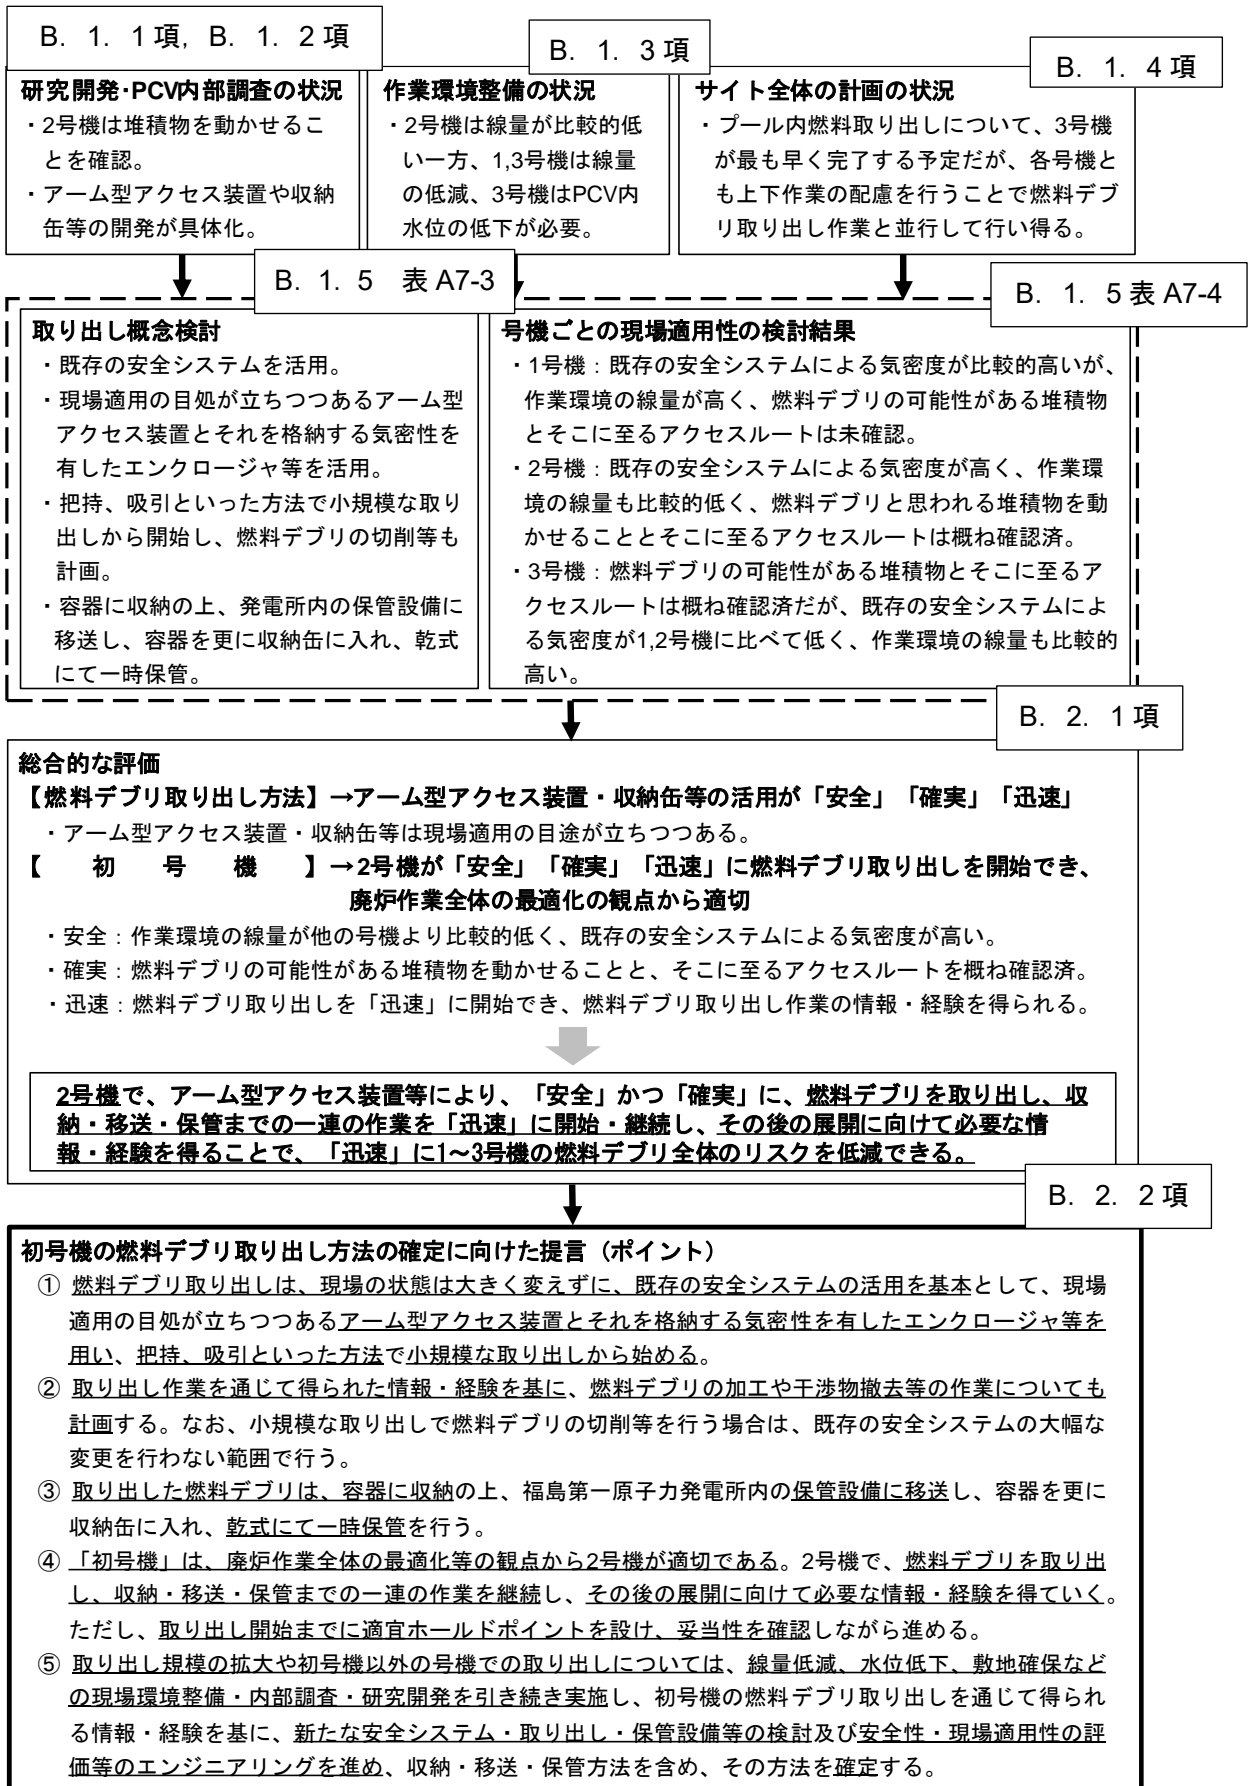 B. 1. 1項, B. 1. 2項
研究開発・PCV内部調査の状況
・2号機は堆積物を動かせるこ
とを確認。
・アーム型アクセス装置や収納
缶等の開発が具体化。
B. 1. 3項
作業環境整備の状況
・2号機は線量が比較的低
い一方、1,3号機は線量
の低減、3号機はPCV内
水位の低下が必要。
B. 1. 4項
サイト全体の計画の状況
・プール内燃料取り出しについて、3号機
が最も早く完了する予定だが、各号機と
も上下作業の配慮を行うことで燃料デブ
リ取り出し作業と並行して行い得る。
B. 1. 5 表 A7-3
取り出し概念検討
・既存の安全システムを活用。
・現場適用の目処が立ちつつあるアーム型
アクセス装置とそれを格納する気密性を
有したエンクロージャ等を活用。
・把持、吸引といった方法で小規模な取り
出しから開始し、燃料デブリの切削等も
計画。
・容器に収納の上、発電所内の保管設備に
移送し、容器を更に収納缶に入れ、乾式
にて一時保管。
B. 1. 5表 A7-4
号機ごとの現場適用性の検討結果
・1号機：既存の安全システムによる気密度が比較的高いが、
作業環境の線量が高く、燃料デブリの可能性がある堆積物
とそこに至るアクセスルートは未確認。
・2号機：既存の安全システムによる気密度が高く、作業環
境の線量も比較的低く、燃料デブリと思われる堆積物を動
かせることとそこに至るアクセスルートは概ね確認済。
・3号機：燃料デブリの可能性がある堆積物とそこに至るア
クセスルートは概ね確認済だが、既存の安全システムによ
る気密度が1,2号機に比べて低く、作業環境の線量も比較的
高い。
B. 2. 1項
総合的な評価
【燃料デブリ取り出し方法】→アーム型アクセス装置・収納缶等の活用が「安全」「確実」「迅速」
・アーム型アクセス装置・収納缶等は現場適用の目途が立ちつつある。
【 初 号 機 】→2号機が「安全」「確実」「迅速」に燃料デブリ取り出しを開始でき、
廃炉作業全体の最適化の観点から適切
・安全：作業環境の線量が他の号機より比較的低く、既存の安全システムによる気密度が高い。
・確実：燃料デブリの可能性がある堆積物を動かせることと、そこに至るアクセスルートを概ね確認済。
・迅速：燃料デブリ取り出しを「迅速」に開始でき、燃料デブリ取り出し作業の情報・経験を得られる。
2号機で、アーム型アクセス装置等により、「安全」かつ「確実」に、燃料デブリを取り出し、収
納・移送・保管までの一連の作業を「迅速」に開始・継続し、その後の展開に向けて必要な情
報・経験を得ることで、「迅速」に1～3号機の燃料デブリ全体のリスクを低減できる。
B. 2. 2項
初号機の燃料デブリ取り出し方法の確定に向けた提言（ポイント）
① 燃料デブリ取り出しは、現場の状態は大きく変えずに、既存の安全システムの活用を基本として、現場
適用の目処が立ちつつあるアーム型アクセス装置とそれを格納する気密性を有したエンクロージャ等を
用い、把持、吸引といった方法で小規模な取り出しから始める。
② 取り出し作業を通じて得られた情報・経験を基に、燃料デブリの加工や干渉物撤去等の作業についても
計画する。なお、小規模な取り出しで燃料デブリの切削等を行う場合は、既存の安全システムの大幅な
変更を行わない範囲で行う。
③ 取り出した燃料デブリは、容器に収納の上、福島第一原子力発電所内の保管設備に移送し、容器を更に
収納缶に入れ、乾式にて一時保管を行う。
④ 「初号機」は、廃炉作業全体の最適化等の観点から2号機が適切である。2号機で、燃料デブリを取り出
し、収納・移送・保管までの一連の作業を継続し、その後の展開に向けて必要な情報・経験を得ていく。
ただし、取り出し開始までに適宜ホールドポイントを設け、妥当性を確認しながら進める。
⑤ 取り出し規模の拡大や初号機以外の号機での取り出しについては、線量低減、水位低下、敷地確保など
の現場環境整備・内部調査・研究開発を引き続き実施し、初号機の燃料デブリ取り出しを通じて得られ
る情報・経験を基に、新たな安全システム・取り出し・保管設備等の検討及び安全性・現場適用性の評
価等のエンジニアリングを進め、収納・移送・保管方法を含め、その方法を確定する。